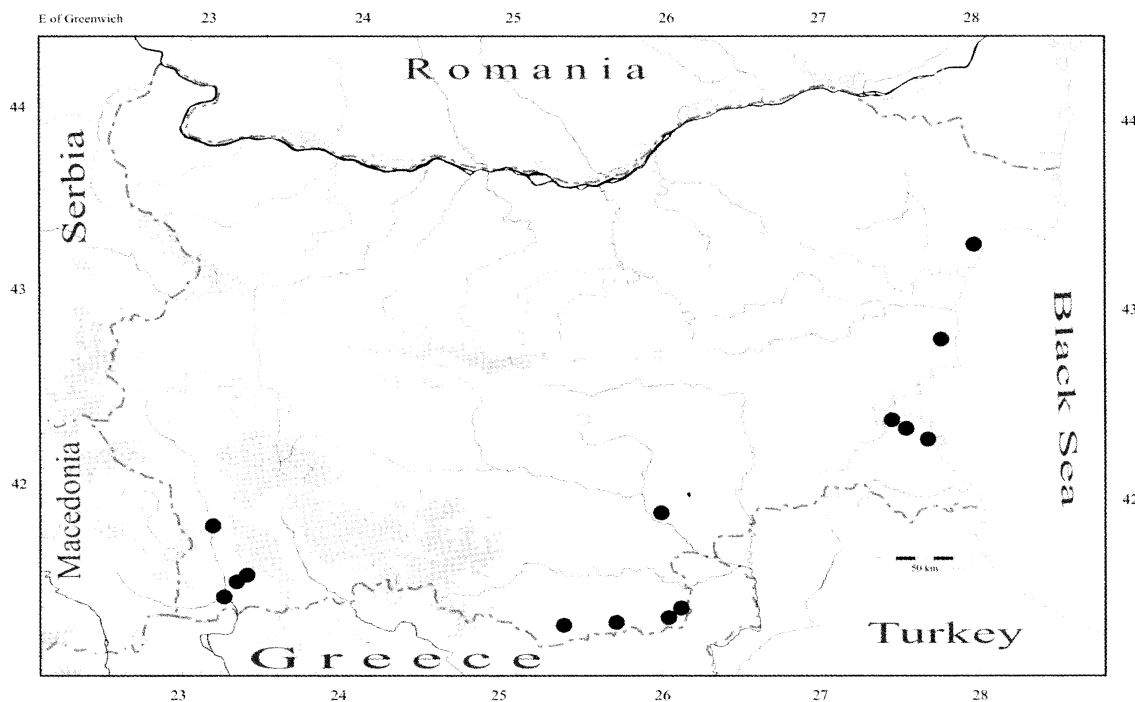 E of Greenwich 23 24 25 26 27 28
Romania
44 44
Serbia
43 43
Black Sea
Macedonia
42 42
50 km
Turkey
Greece
23 24 25 26 27 28